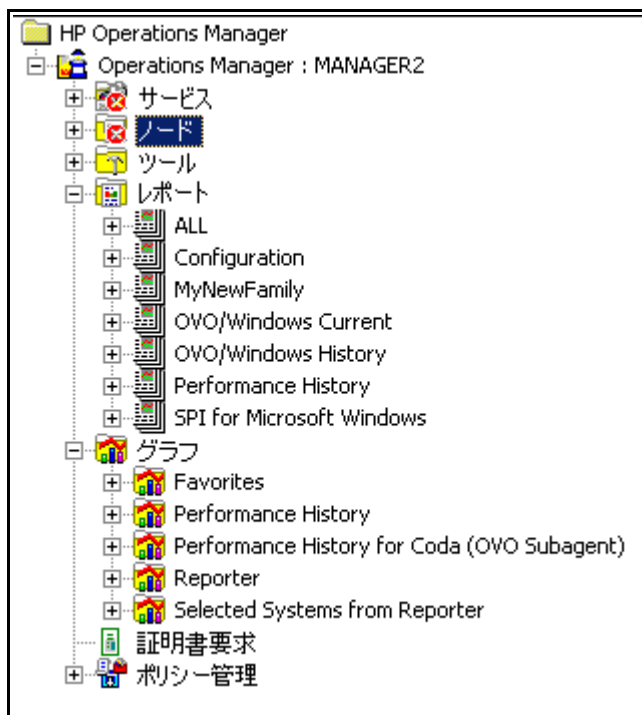 HP Operations Manager
Operations Manager : MANAGER2
サービス
ノード
ツール
レポート
ALL
Configuration
MyNewFamily
OVO/Windows Current
OVO/Windows History
Performance History
SPI for Microsoft Windows
グラフ
Favorites
Performance History
Performance History for Coda (OVO Subagent)
Reporter
Selected Systems from Reporter
証明書要求
ポリシー管理